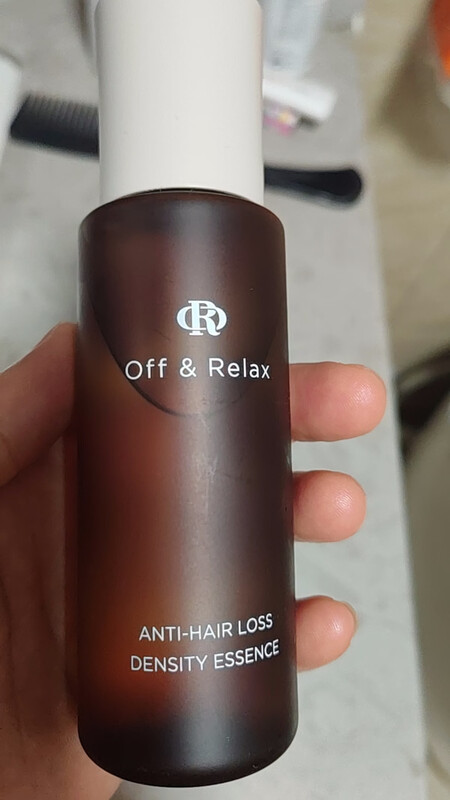 OR
Off & Relax
ANTI-HAIR LOSS
DENSITY ESSENCE